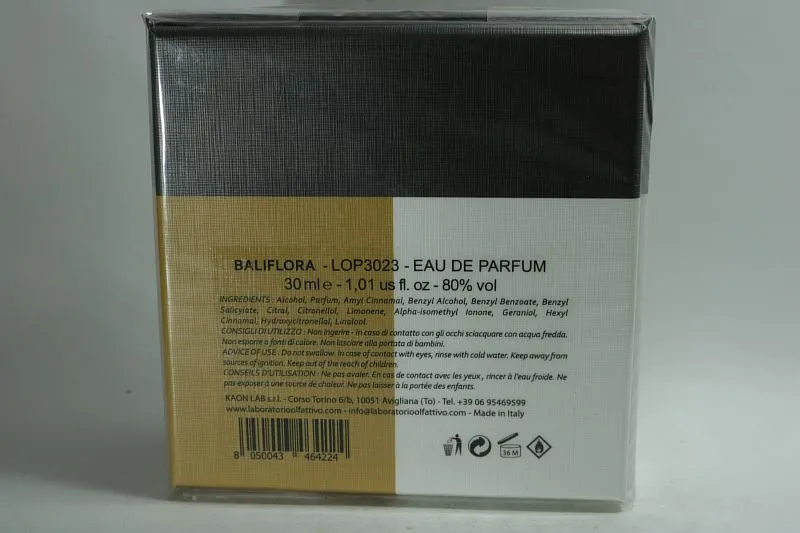 BALIFLORA - LOP3023 - EAU DE PARFUM
30 ml e - 1,01 us fl. oz - 80% vol
INGREDIENTS : Alcohol, Parfum, Amyl Cinnamal, Benzyl Alcohol, Benzyl Benzoate, Benzyl
Salicylate, Citral, Citronellol, Limonene, Alpha-isomethyl Ionone, Geraniol, Hexyl
Cinnamal, Hydroxycitronellal, Linalool.
CONSIGLI DI UTILIZZO : Non ingerire - In caso di contatto con gli occhi sciacquare con acqua fredda.
Non esporre a fonti di calore. Non lasciare alla portata di bambini.
ADVICE OF USE : Do not swallow. In case of contact with eyes, rinse with cold water. Keep away from
sources of ignition. Keep out of the reach of children.
CONSEILS D'UTILISATION : Ne pas avaler. En cas de contact avec les yeux , rincer à l'eau froide. Ne
pas exposer à une source de chaleur. Ne pas laisser à la portée des enfants.
KAON LAB s.r.l. - Corso Torino 6/b, 10051 Avigliana (To) - Tel. +39 06 95469599
www.laboratorioolfattivo.com - info@laboratorioolfattivo.com - Made in Italy
8 050043 464224
36 M